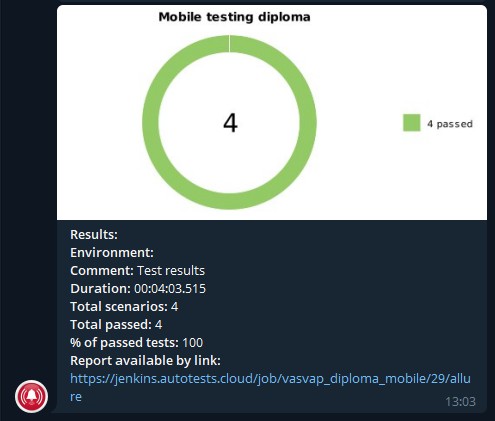 Mobile testing diploma
4
4 passed
Results:
Environment:
Comment: Test results
Duration: 00:04:03.515
Total scenarios: 4
Total passed: 4
% of passed tests: 100
Report available by link:
https://jenkins.autotests.cloud/job/vasvap_diploma_mobile/29/allu
re
13:03